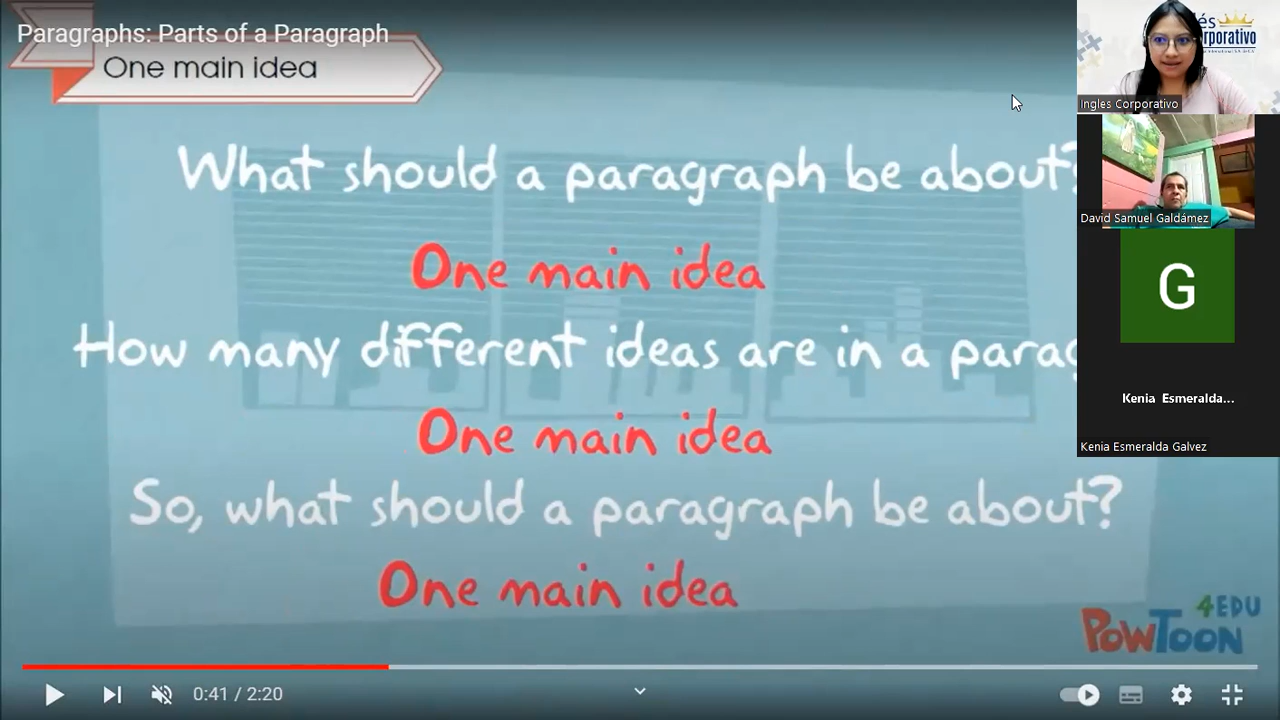 Paragraphs: Parts of a Paragraph
One main idea
What should a paragraph be about?
One main idea
How many different ideas are in a parag
One main idea
So, what should a paragraph be about?
One main idea
4EDU
POWTOON
0:41 / 2:20
és
rporativo
Ingles Corporativo
David Samuel Galdámez
G
Kenia Esmeralda...
Kenia Esmeralda Galvez